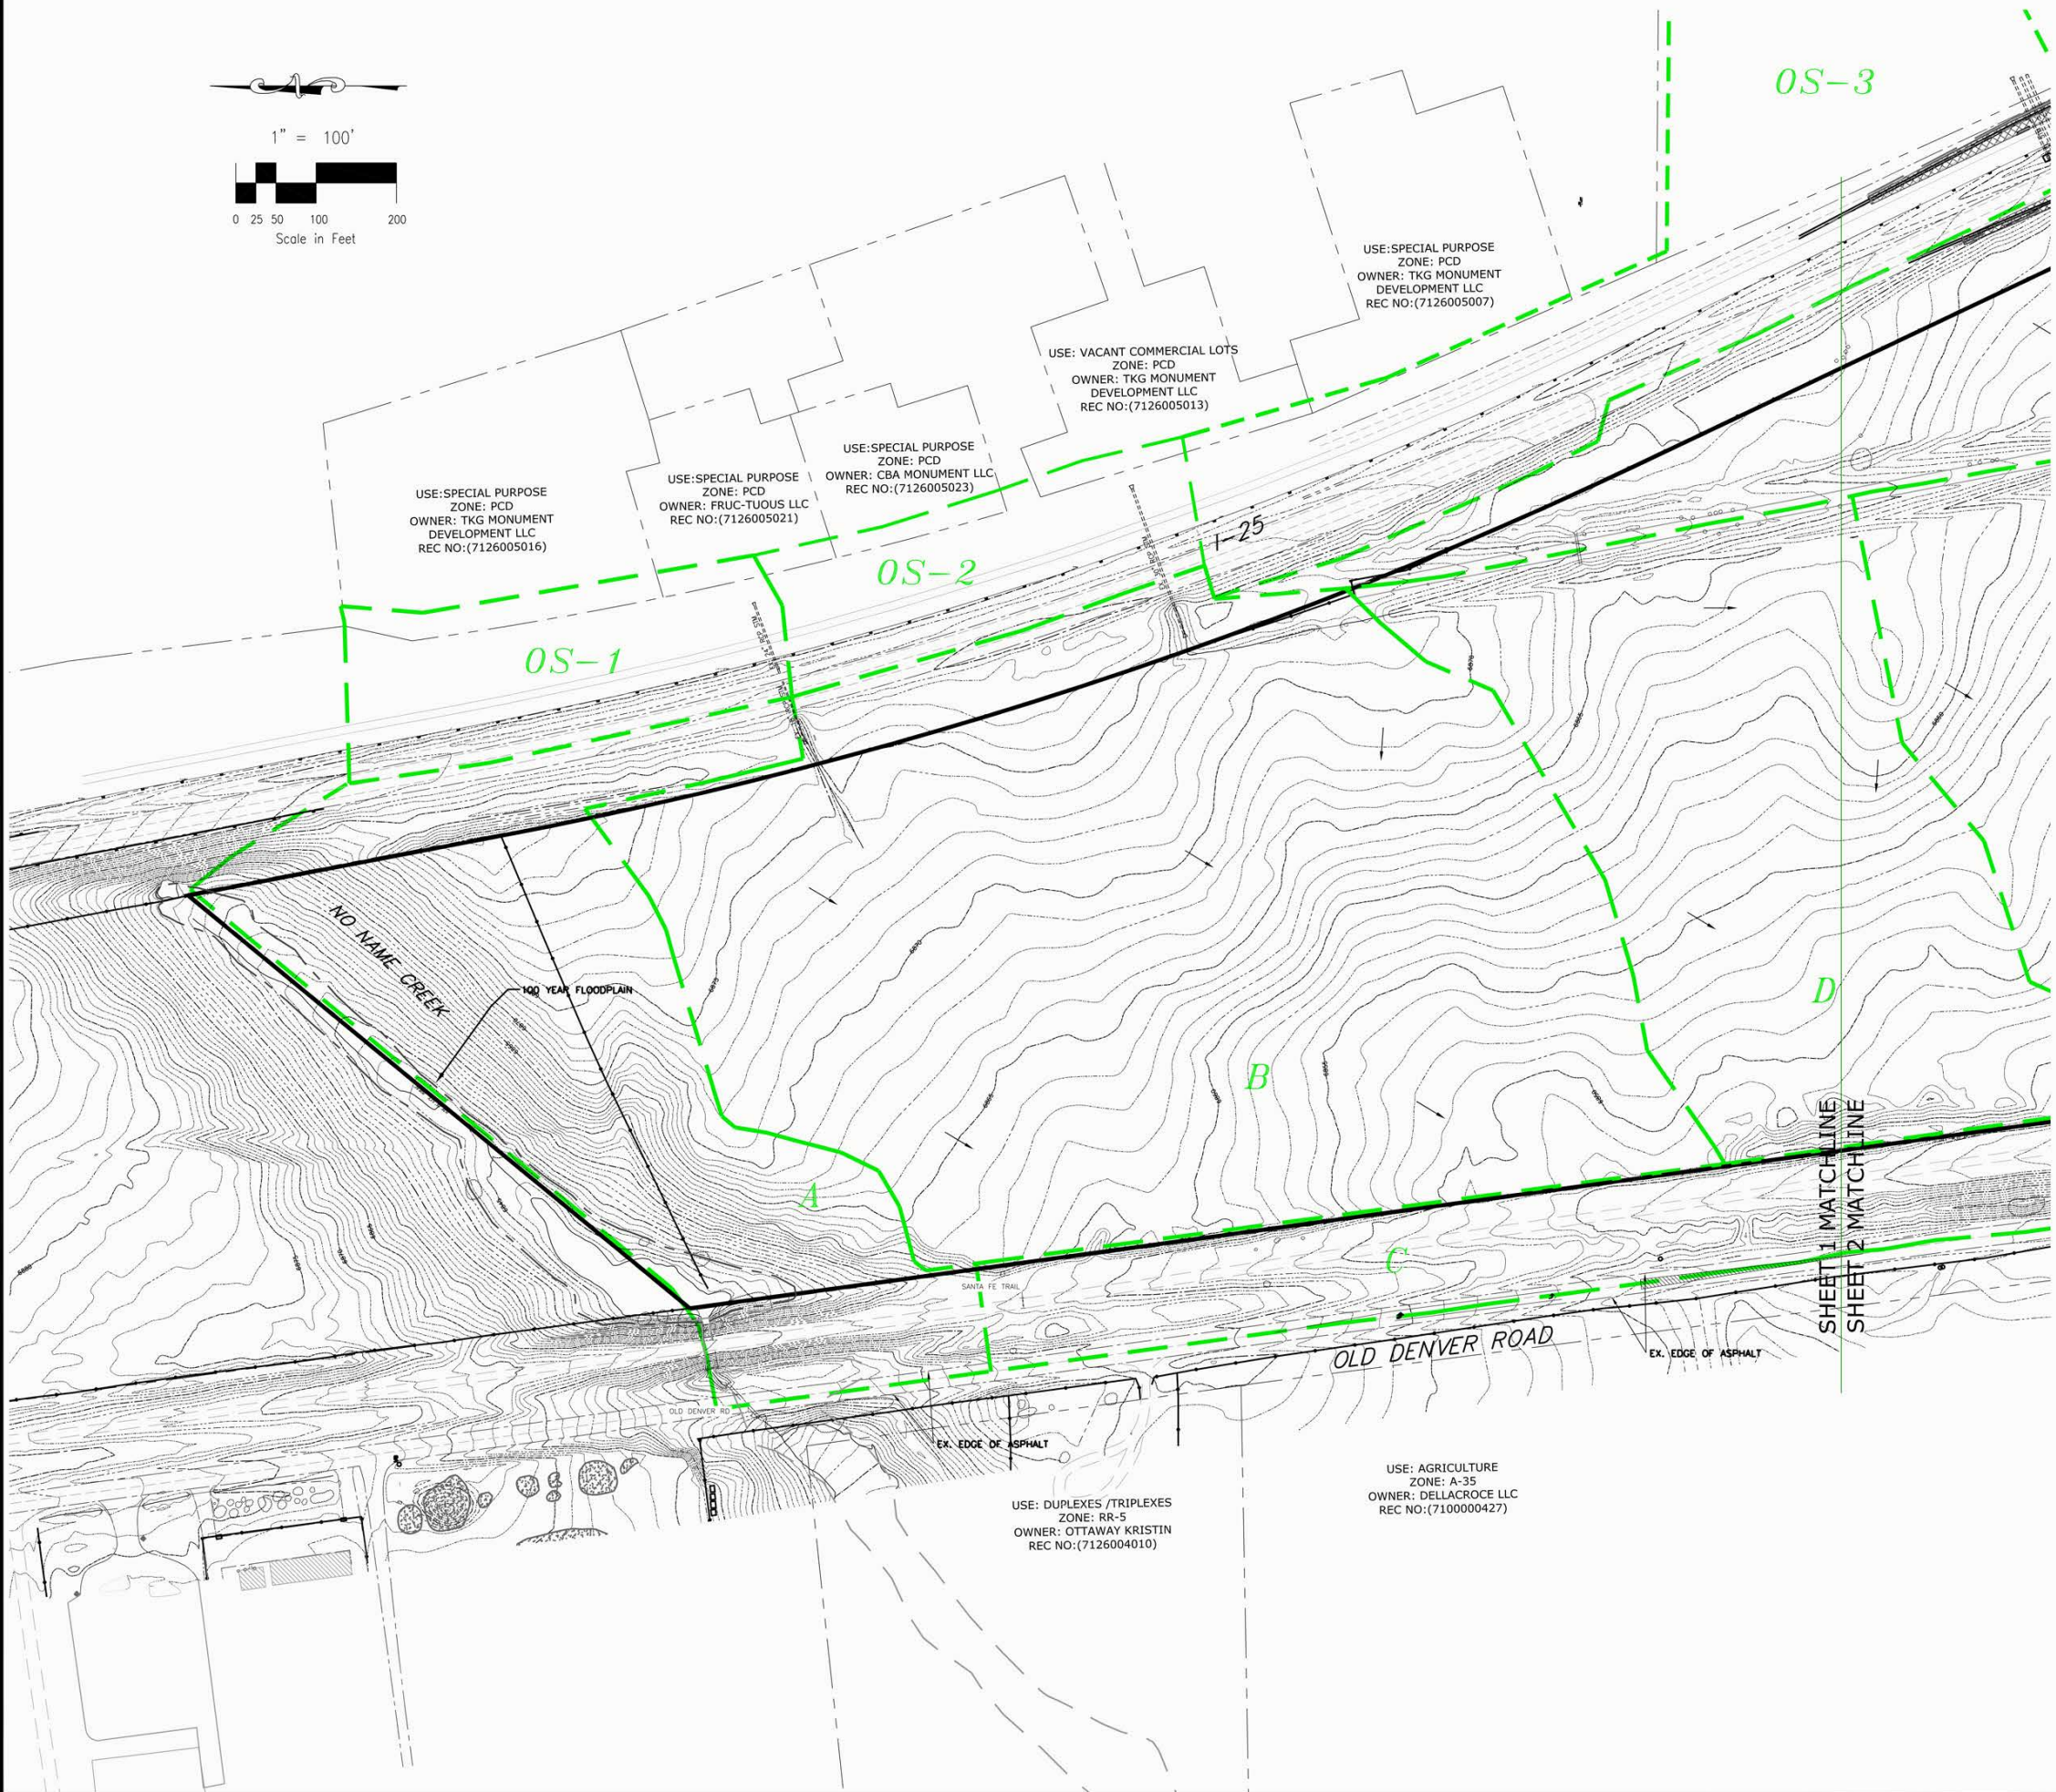 OS-3
N
1" = 100'
0 25 50 100 200
Scale in Feet
USE:SPECIAL PURPOSE
ZONE: PCD
OWNER: TKG MONUMENT
DEVELOPMENT LLC
REC NO:(7126005007)
USE: VACANT COMMERCIAL LOTS
ZONE: PCD
OWNER: TKG MONUMENT
DEVELOPMENT LLC
REC NO:(7126005013)
USE:SPECIAL PURPOSE
ZONE: PCD
OWNER: CBA MONUMENT LLC
REC NO:(7126005023)
USE:SPECIAL PURPOSE
ZONE: PCD
OWNER: FRUC-TUOUS LLC
REC NO:(7126005021)
USE:SPECIAL PURPOSE
ZONE: PCD
OWNER: TKG MONUMENT
DEVELOPMENT LLC
REC NO:(7126005016)
I-25
OS-2
OS-1
NO NAME CREEK
100 YEAR FLOODPLAIN
6870
D
B
A
C
SHEET 1 MATCHLINE
SHEET 2 MATCHLINE
SANTA FE TRAIL
OLD DENVER ROAD
EX. EDGE OF ASPHALT
OLD DENVER RD
EX. EDGE OF ASPHALT
USE: AGRICULTURE
ZONE: A-35
OWNER: DELLACROCE LLC
REC NO:(7100000427)
USE: DUPLEXES /TRIPLEXES
ZONE: RR-5
OWNER: OTTAWAY KRISTIN
REC NO:(7126004010)